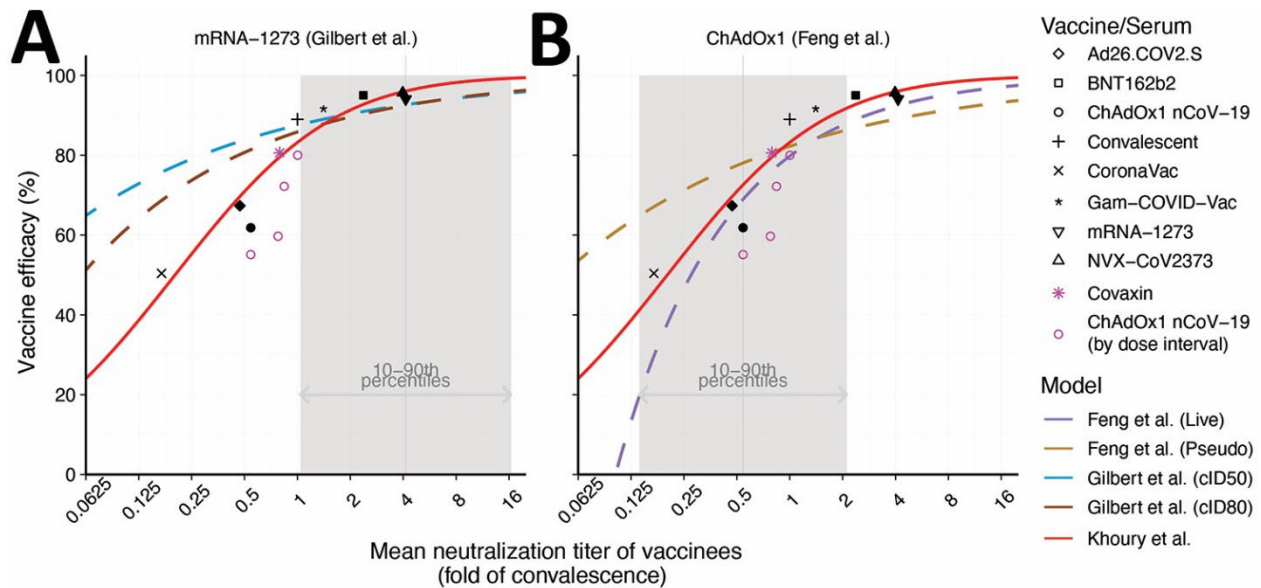 A
mRNA−1273 (Gilbert et al.)
B
ChAdOx1 (Feng et al.)
Vaccine efficacy (%)
100
80
60
40
20
0
10−90th
percentiles
10−90th
percentiles
0.0625
0.125
0.25
0.5
1
2
4
8
16
0.0625
0.125
0.25
0.5
1
2
4
8
16
Mean neutralization titer of vaccinees
(fold of convalescence)
Vaccine/Serum
Ad26.COV2.S
BNT162b2
ChAdOx1 nCoV−19
Convalescent
CoronaVac
Gam−COVID−Vac
mRNA−1273
NVX−CoV2373
Covaxin
ChAdOx1 nCoV−19
(by dose interval)
Model
Feng et al. (Live)
Feng et al. (Pseudo)
Gilbert et al. (cID50)
Gilbert et al. (cID80)
Khoury et al.